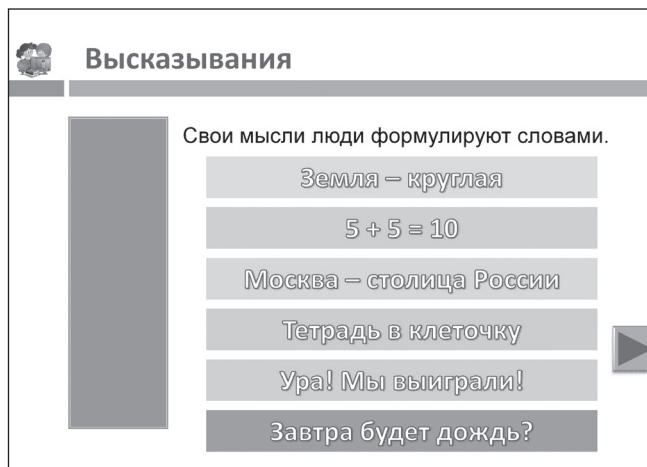 Высказывания
Свои мысли люди формулируют словами.
Земля – круглая
5 + 5 = 10
Москва – столица России
Тетрадь в клеточку
Ура! Мы выиграли!
Завтра будет дождь?